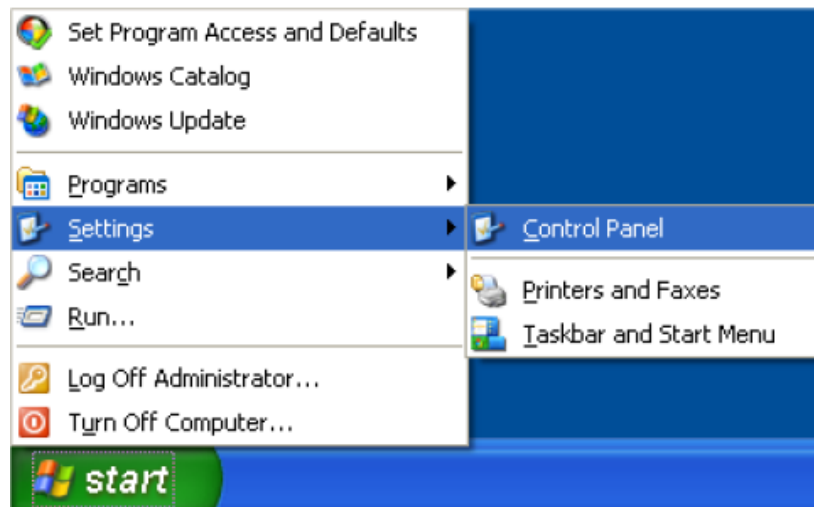 Set Program Access and Defaults
Windows Catalog
Windows Update
Programs
Settings
Search
Run...
Log Off Administrator...
Turn Off Computer...
Control Panel
Printers and Faxes
Taskbar and Start Menu
start